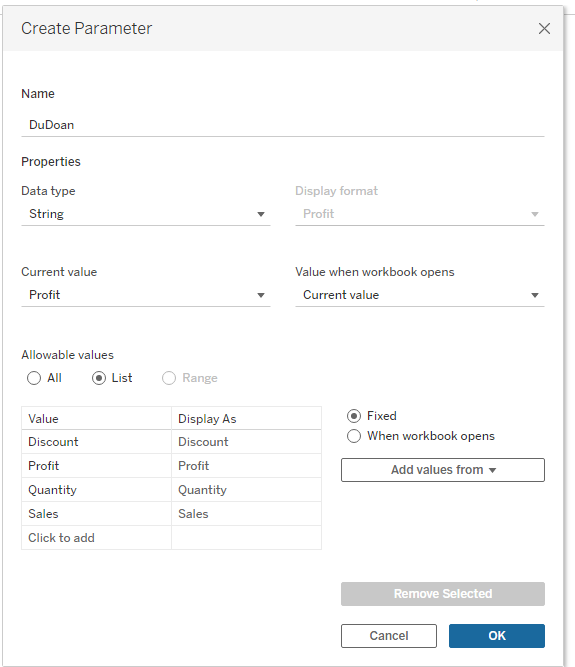 Create Parameter
Name
DuDoan
Properties
Data type Display format
String Profit
Current value Value when workbook opens
Profit Current value
Allowable values
All List Range
Value Display As
Discount Discount
Profit Profit
Quantity Quantity
Sales Sales
Click to add
Fixed
When workbook opens
Add values from
Remove Selected
Cancel OK